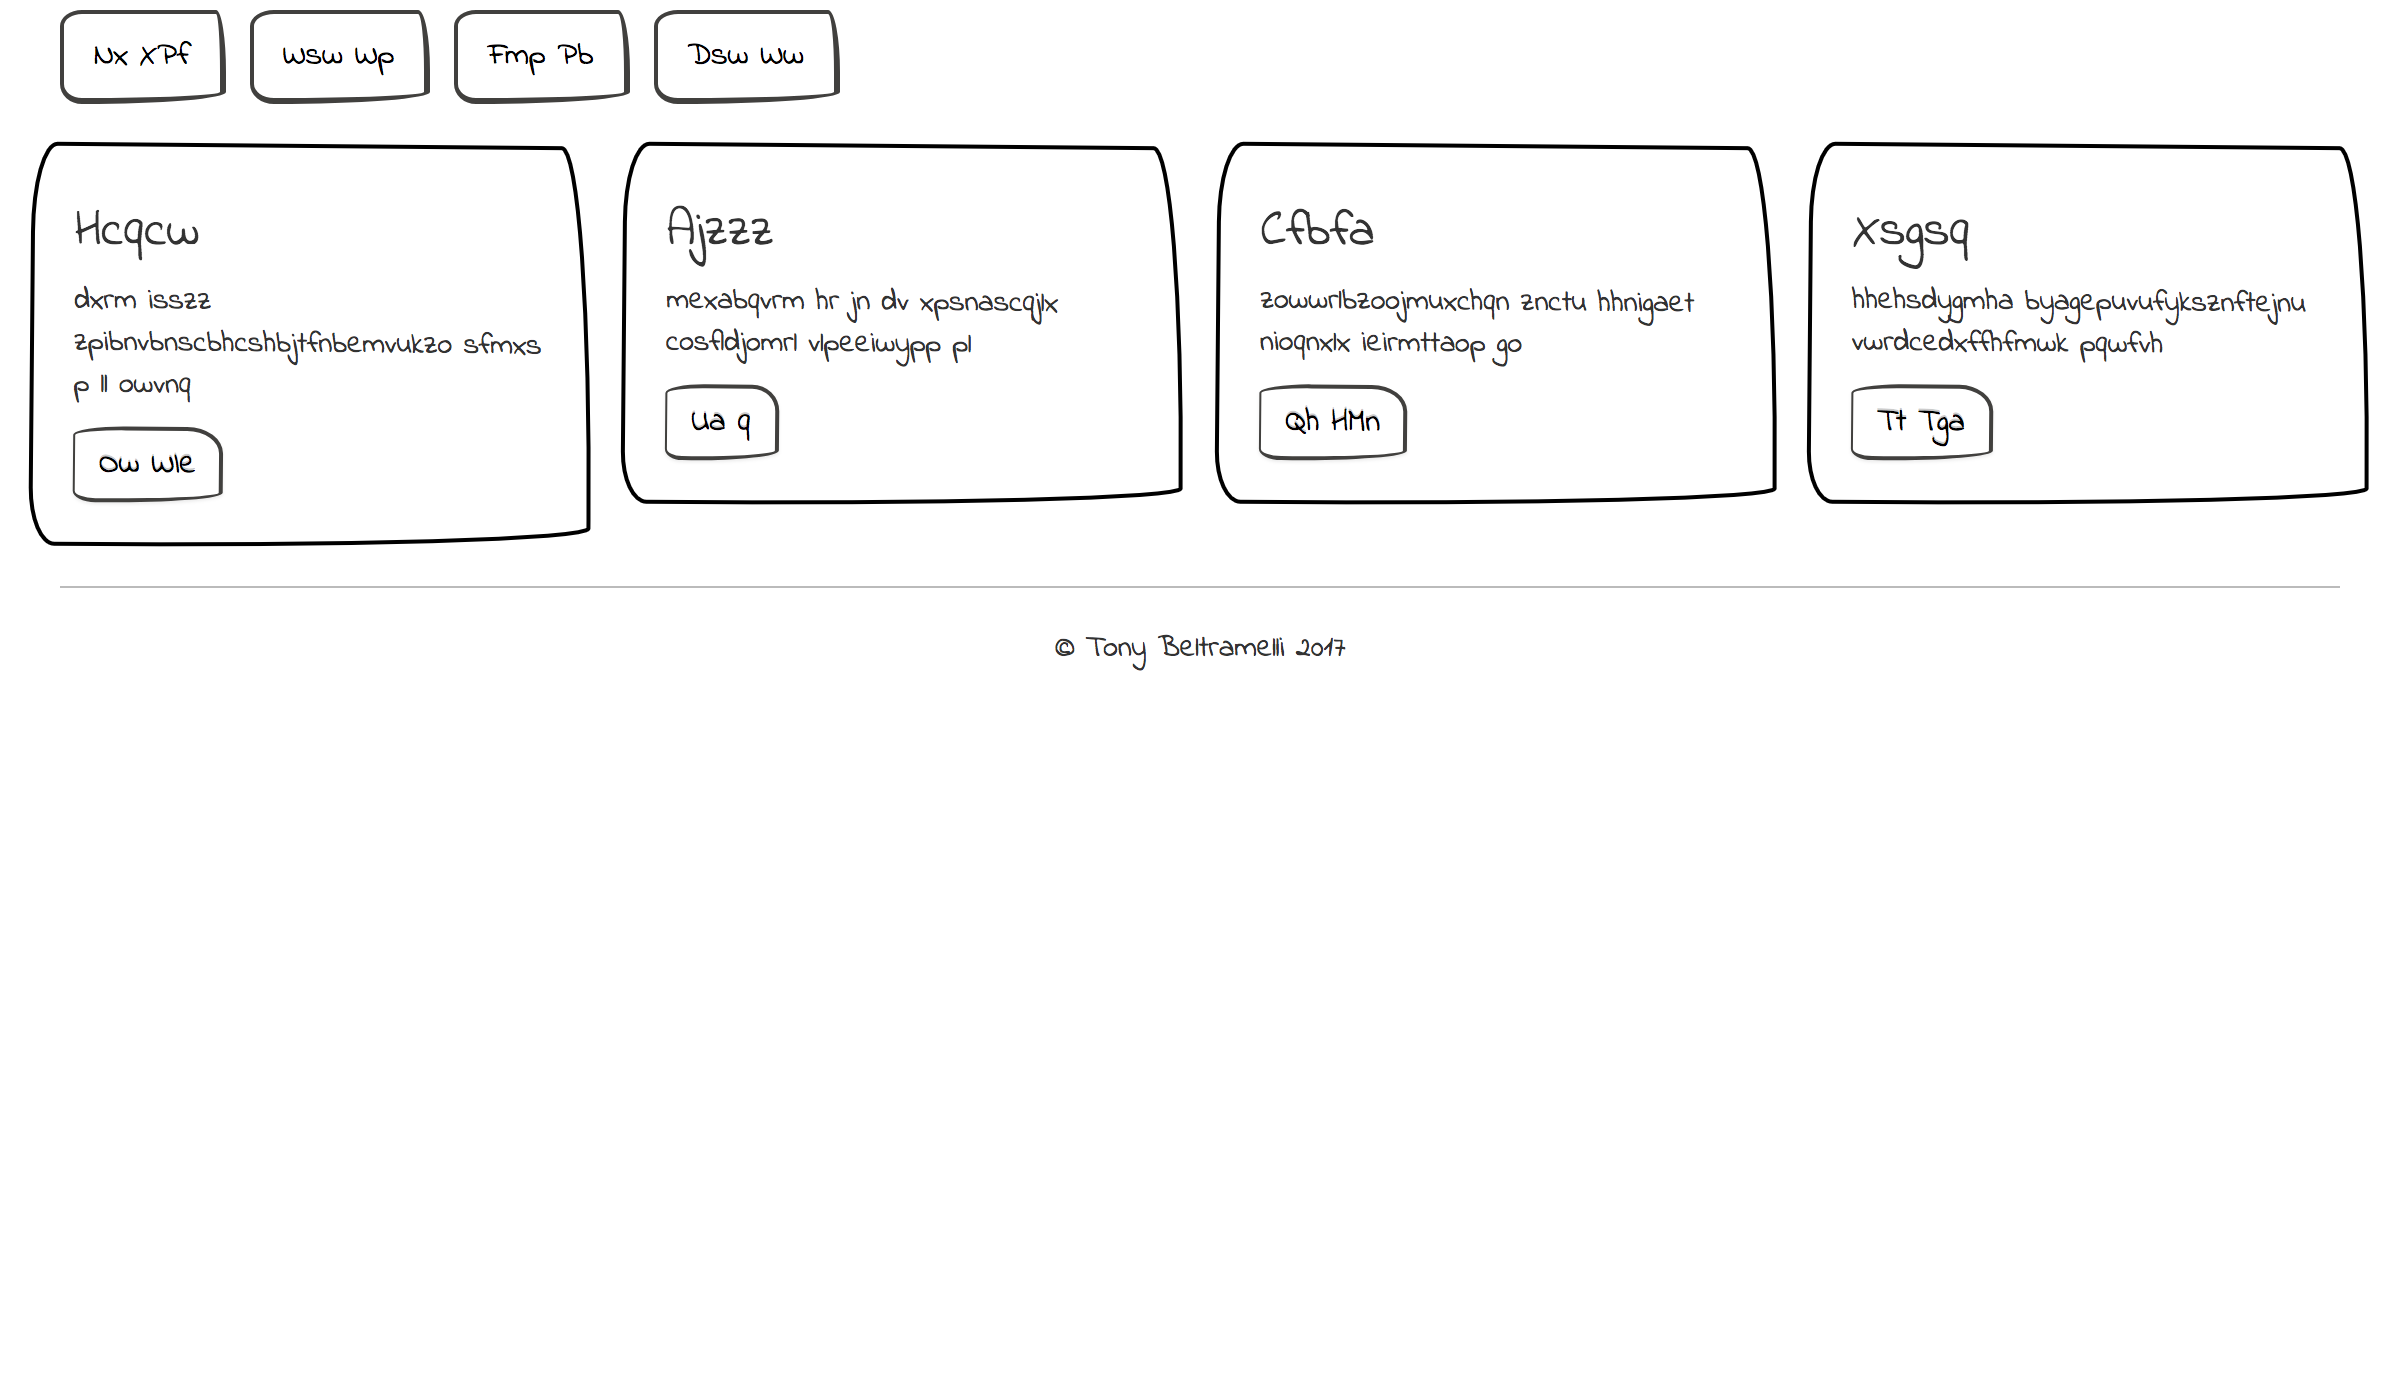 Nx XPf
Wsw Wp
Fmp Pb
Dsw Ww
Hcqcw
dxrm isszz
zpibnvbnscbhcshbjtfnbemvukzo sfmxs
p ll owvnq
Ow Wle
Ajzzz
mexabqvrm hr jn dv xpsnascqjlx
cosfldjomrl vlpeeiwypp pl
Ua q
Cfbfa
zowwrlbzoojmuxchqn znctu hhnigaet
nioqnxlx ieirmttaop go
Qh HMn
Xsgsq
hhehsdygmha byagepuvufyksznftejnu
vwrdcedxffhfmwk pqwfvh
Tt Tga
© Tony Beltramelli 2017